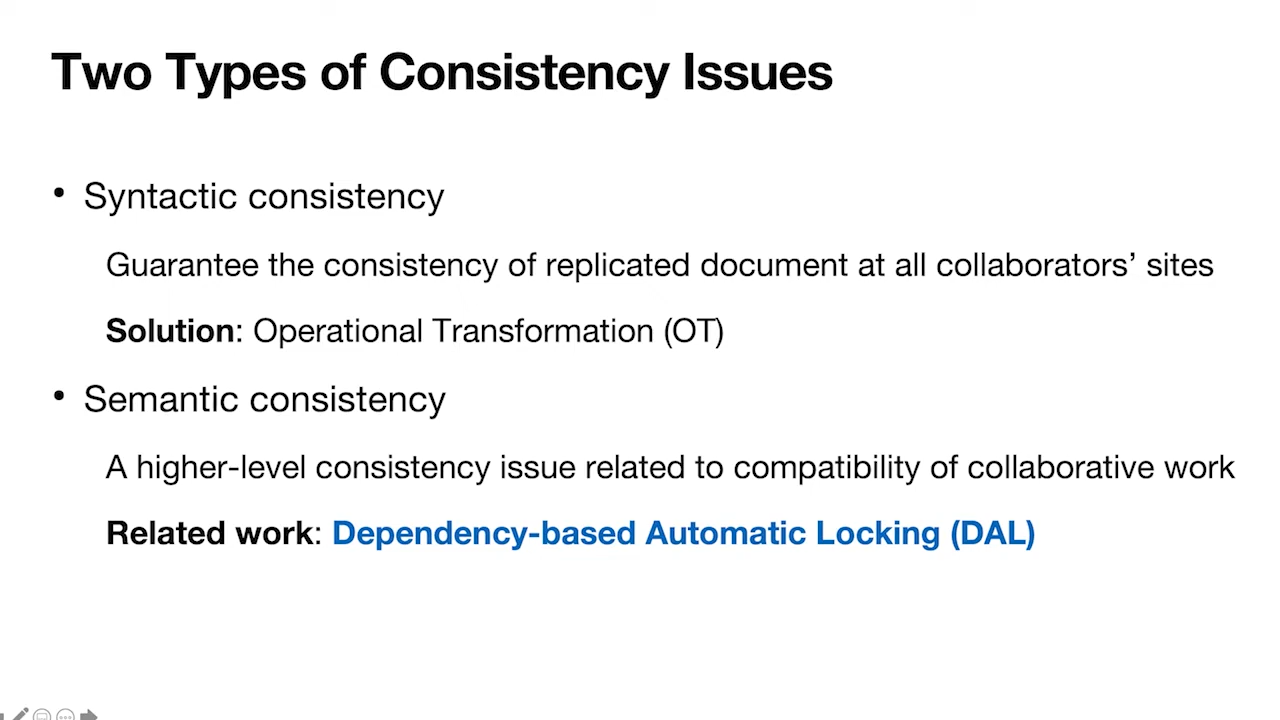 Two Types of Consistency Issues
• Syntactic consistency
Guarantee the consistency of replicated document at all collaborators’ sites
Solution: Operational Transformation (OT)
• Semantic consistency
A higher-level consistency issue related to compatibility of collaborative work
Related work: Dependency-based Automatic Locking (DAL)